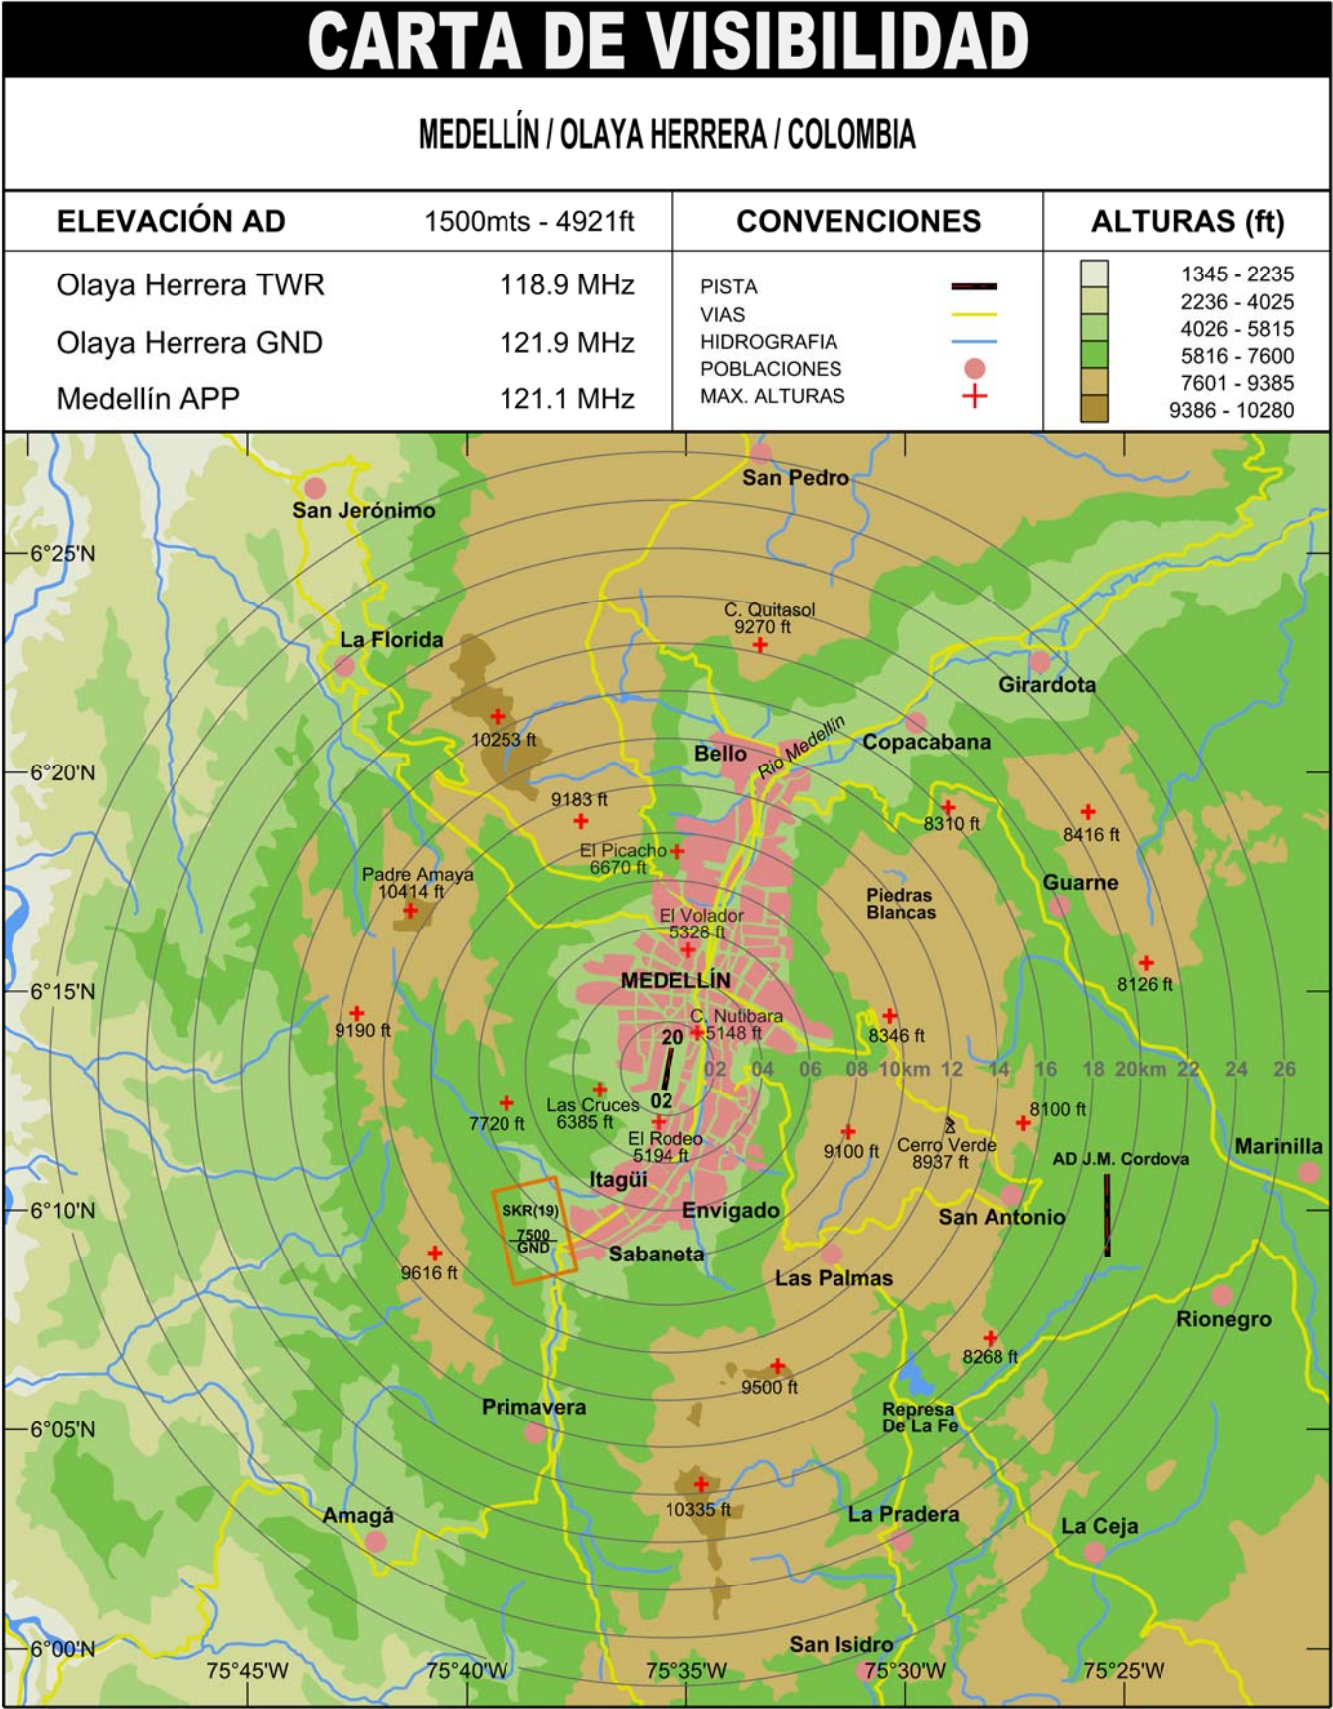 CARTA DE VISIBILIDAD
MEDELLÍN / OLAYA HERRERA / COLOMBIA
ELEVACIÓN AD 1500mts - 4921ft
Olaya Herrera TWR 118.9 MHz
Olaya Herrera GND 121.9 MHz
Medellín APP 121.1 MHz
CONVENCIONES
PISTA
VIAS
HIDROGRAFIA
POBLACIONES
MAX. ALTURAS
ALTURAS (ft)
1345 - 2235
2236 - 4025
4026 - 5815
5816 - 7600
7601 - 9385
9386 - 10280
San Pedro
San Jerónimo
6°25'N
C. Quitasol
9270 ft
La Florida
Girardota
10253 ft
Bello
Rio Medellín
Copacabana
6°20'N
9183 ft
8310 ft
8416 ft
El Picacho
6670 ft
Padre Amaya
10414 ft
Guarne
Piedras
Blancas
El Volador
5328 ft
MEDELLÍN
8126 ft
6°15'N
C. Nutibara
5148 ft
9190 ft
8346 ft
20
02 04 06 08 10km 12 14 16 18 20km 22 24 26
02
Las Cruces
6385 ft
7720 ft
8100 ft
El Rodeo
5194 ft
9100 ft
Cerro Verde
8937 ft
AD J.M. Cordova
Marinilla
Itagüi
6°10'N
SKR(19)
7500
GND
Envigado
San Antonio
Sabaneta
9616 ft
Las Palmas
Rionegro
8268 ft
9500 ft
Primavera
Represa
De La Fe
6°05'N
10335 ft
Amagá
La Pradera
La Ceja
San Isidro
6°00'N
75°45'W 75°40'W 75°35'W 75°30'W 75°25'W